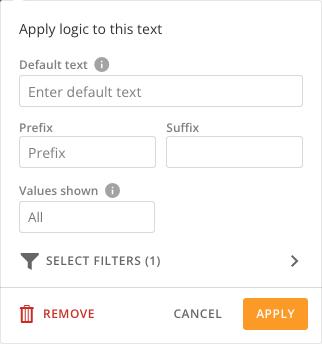 Apply logic to this text
Default text
Enter default text
Prefix Suffix
Prefix
Values shown
All
SELECT FILTERS (1)
REMOVE CANCEL APPLY